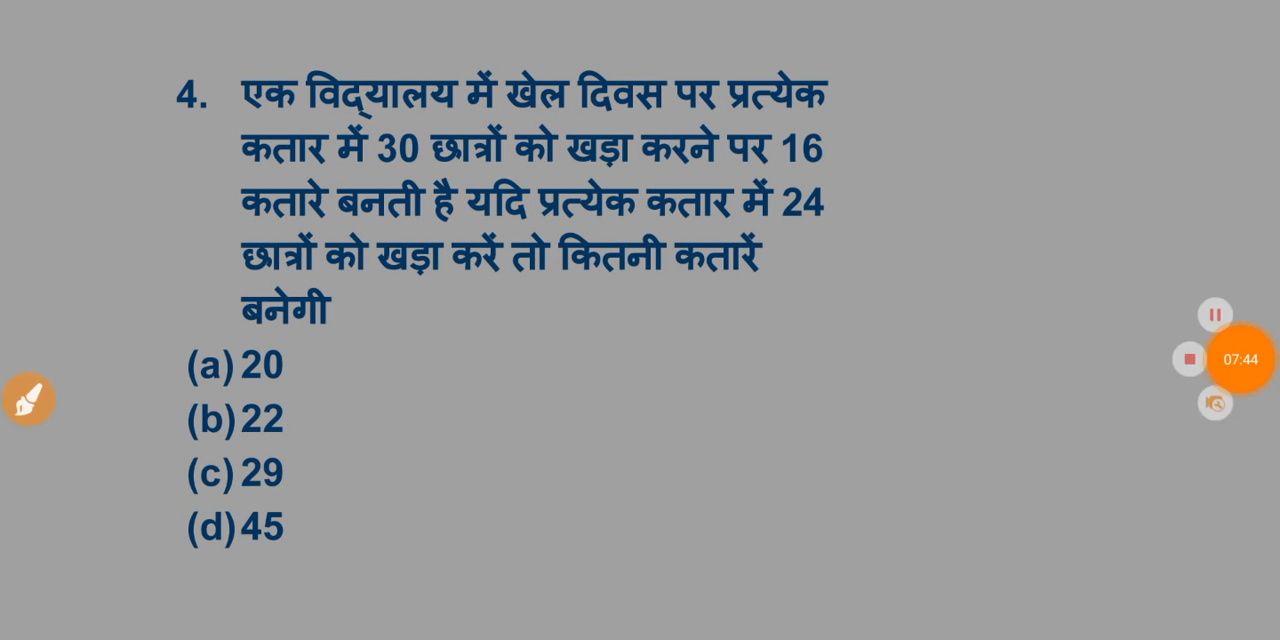 4. एक विद्यालय में खेल दिवस पर प्रत्येक
कतार में 30 छात्रों को खड़ा करने पर 16
कतारे बनती है यदि प्रत्येक कतार में 24
छात्रों को खड़ा करें तो कितनी कतारें
बनेगी
(a) 20
(b) 22
(c) 29
(d) 45
07:44